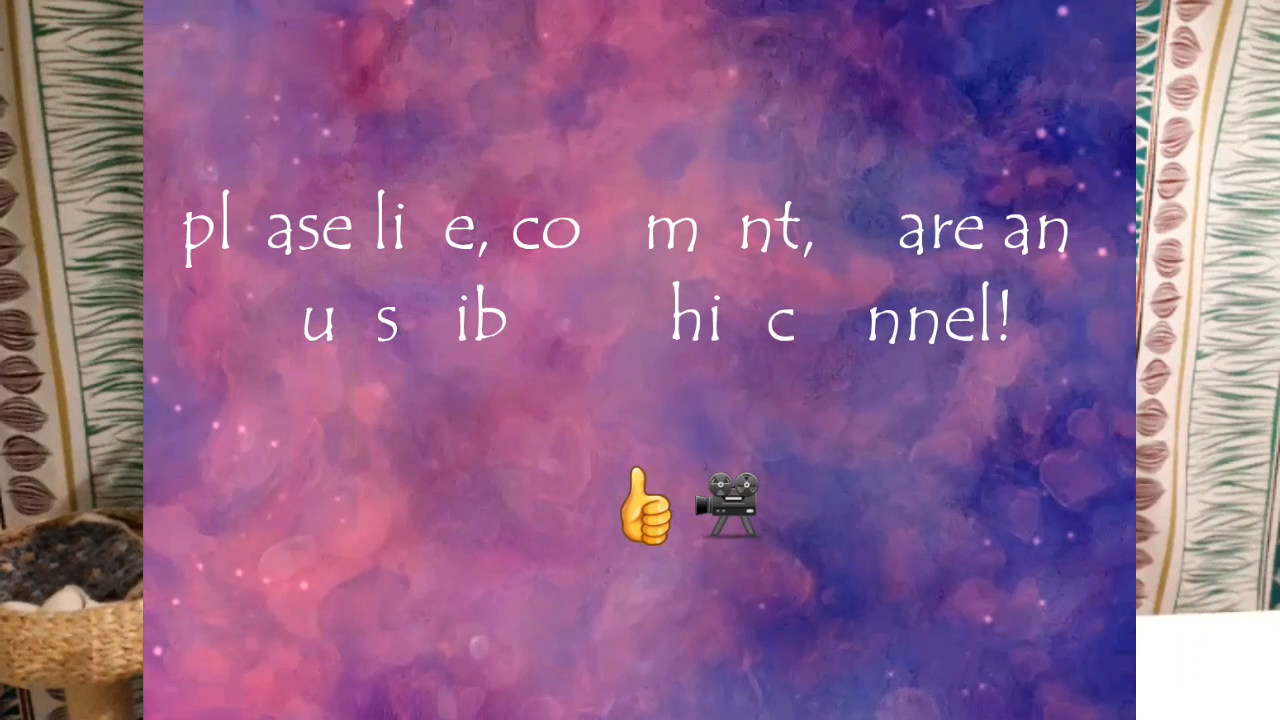 pl ase li e, co m nt, are an
u s ib hi c nnel!